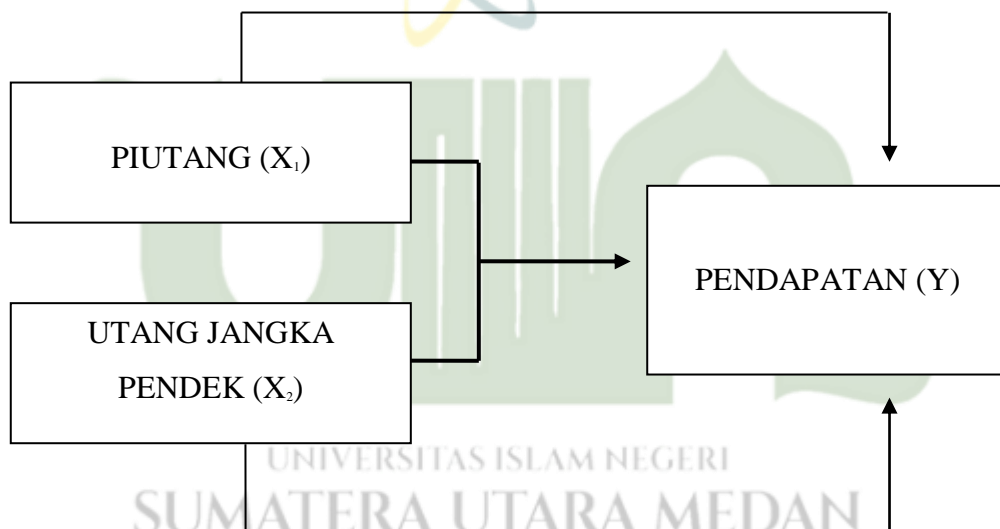 PIUTANG (X₁)
PENDAPATAN (Y)
UTANG JANGKA
PENDEK (X₂)
UNIVERSITAS ISLAM NEGERI
SUMATERA UTARA MEDAN